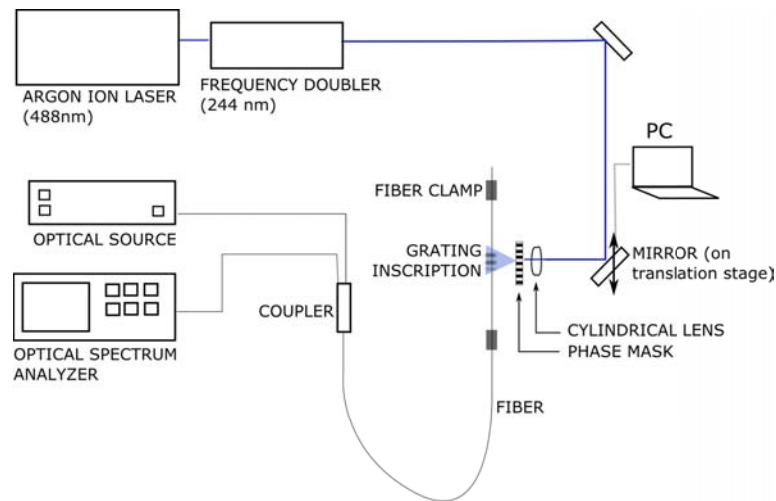 ARGON ION LASER
(488nm)
FREQUENCY DOUBLER
(244 nm)
PC
FIBER CLAMP
OPTICAL SOURCE
GRATING
INSCRIPTION
MIRROR (on
translation stage)
COUPLER
CYLINDRICAL LENS
PHASE MASK
OPTICAL SPECTRUM
ANALYZER
FIBER